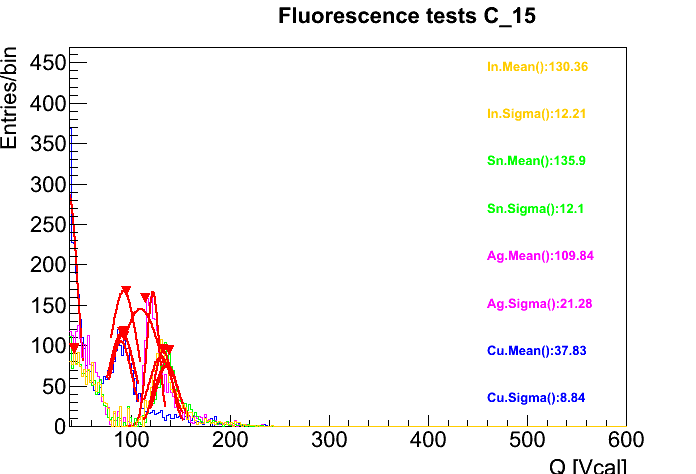 Fluorescence tests C_15
Entries/bin
450
400
350
300
250
200
150
100
50
0
100
200
300
400
500
600
Q [Vcal]
In.Mean():130.36
In.Sigma():12.21
Sn.Mean():135.9
Sn.Sigma():12.1
Ag.Mean():109.84
Ag.Sigma():21.28
Cu.Mean():37.83
Cu.Sigma():8.84